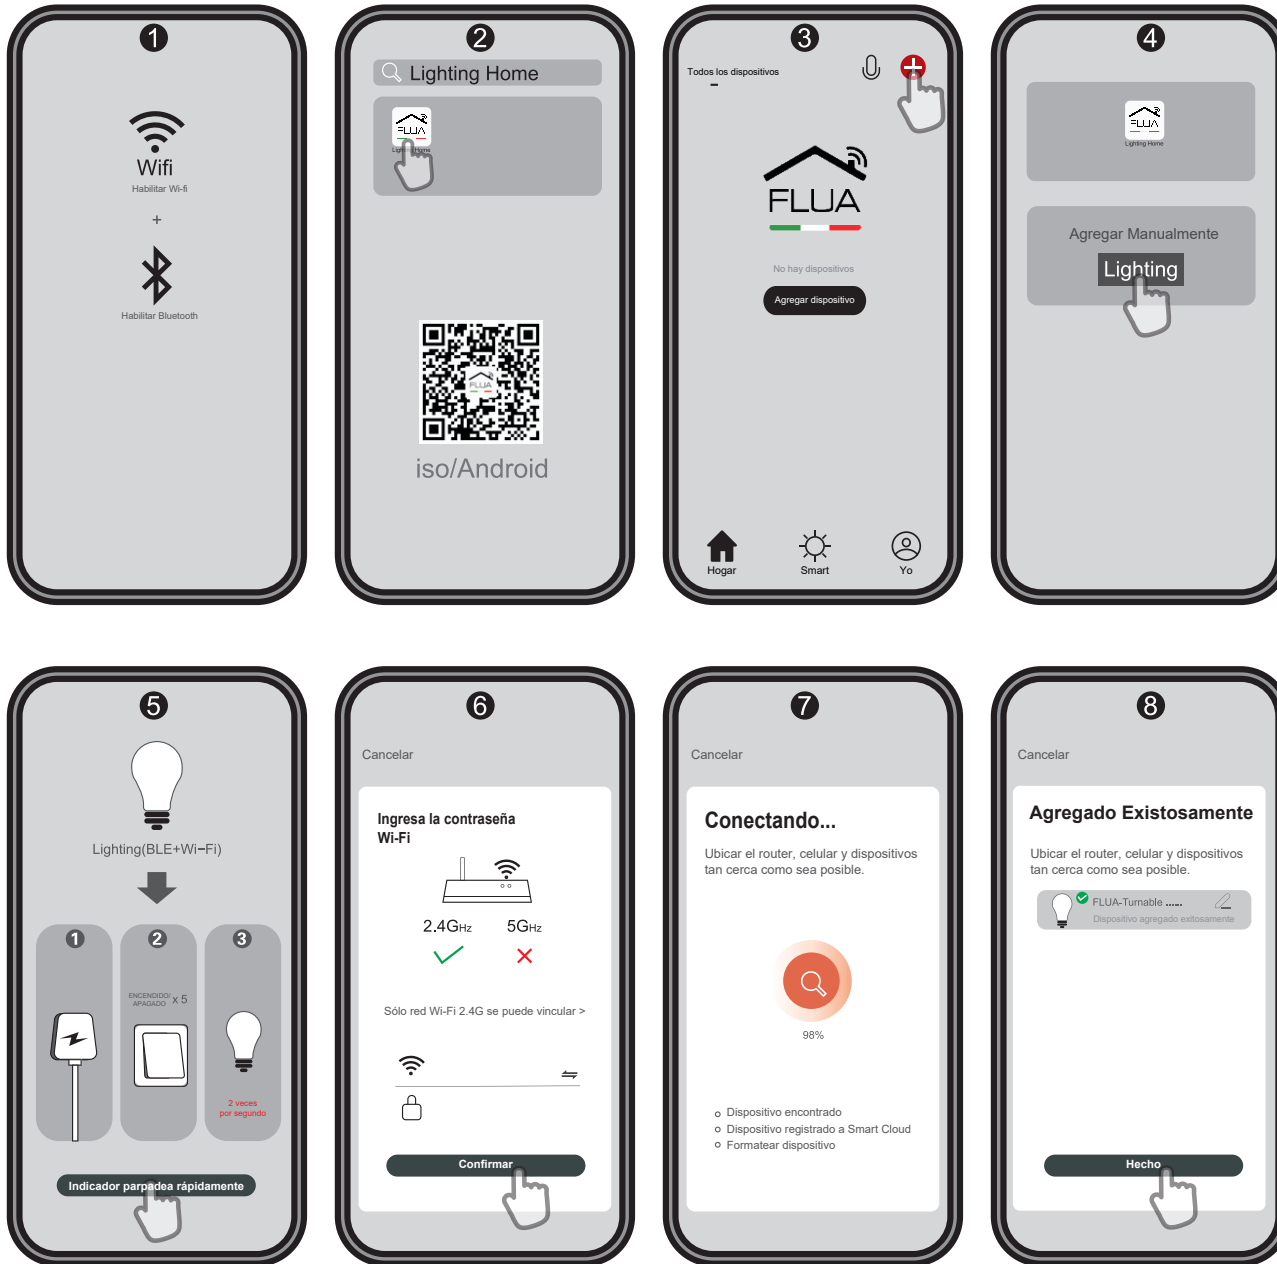 1
Wifi
Habilitar Wi-fi
+
Habilitar Bluetooth
2
Lighting Home
FLUA
Lighting Home
FLUA
iso/Android
3
Todos los dispositivos
FLUA
No hay dispositivos
Agregar dispositivo
Hogar
Smart
Yo
4
FLUA
Lighting Home
Agregar Manualmente
Lighting
5
Lighting(BLE+Wi-Fi)
1
2
ENCENDIDO/
APAGADO x 5
3
2 veces
por segundo
Indicador parpadea rápidamente
6
Cancelar
Ingresa la contraseña
Wi-Fi
2.4GHz 5GHz
Sólo red Wi-Fi 2.4G se puede vincular >
Confirmar
7
Cancelar
Conectando...
Ubicar el router, celular y dispositivos
tan cerca como sea posible.
98%
Dispositivo encontrado
Dispositivo registrado a Smart Cloud
Formatear dispositivo
8
Cancelar
Agregado Existosamente
Ubicar el router, celular y dispositivos
tan cerca como sea posible.
FLUA-Turnable ......
Dispositivo agregado exitosamente
Hecho